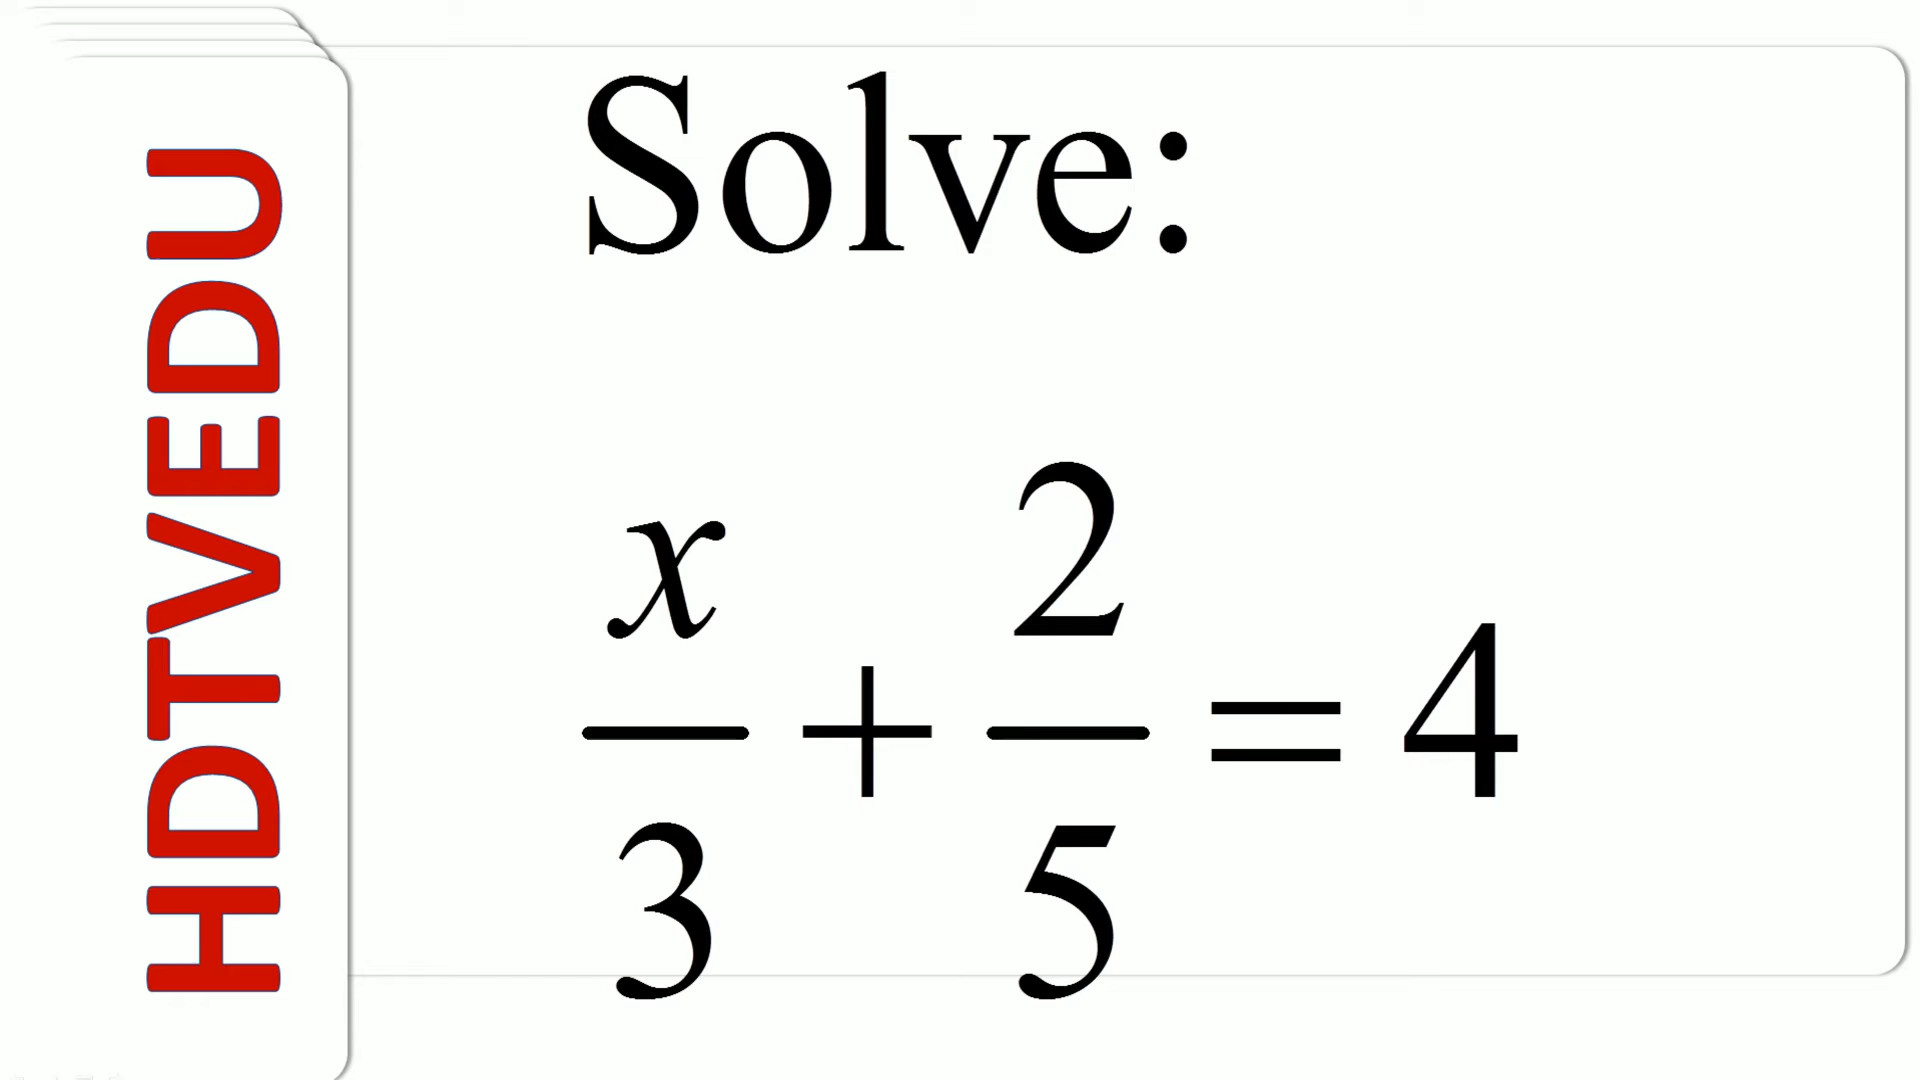 HDTVEDU
Solve:
x/3 + 2/5 = 4